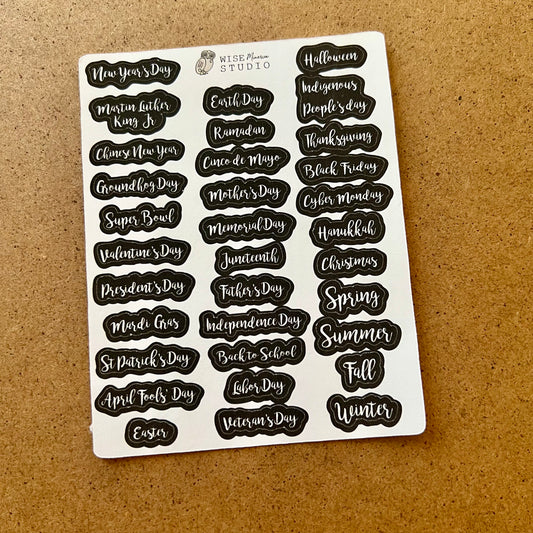 WISE Minerva
STUDIO
New Year's Day
Martin Luther
King Jr
Chinese New Year
Groundhog Day
Super Bowl
Valentine's Day
President's Day
Mardi Gras
St Patrick's Day
April Fools' Day
Easter
Earth Day
Ramadan
Cinco de Mayo
Mother's Day
Memorial Day
Juneteenth
Father's Day
Independence Day
Back to School
Labor Day
Veteran's Day
Halloween
Indigenous
People's day
Thanksgiving
Black Friday
Cyber Monday
Hanukkah
Christmas
Spring
Summer
Fall
Winter